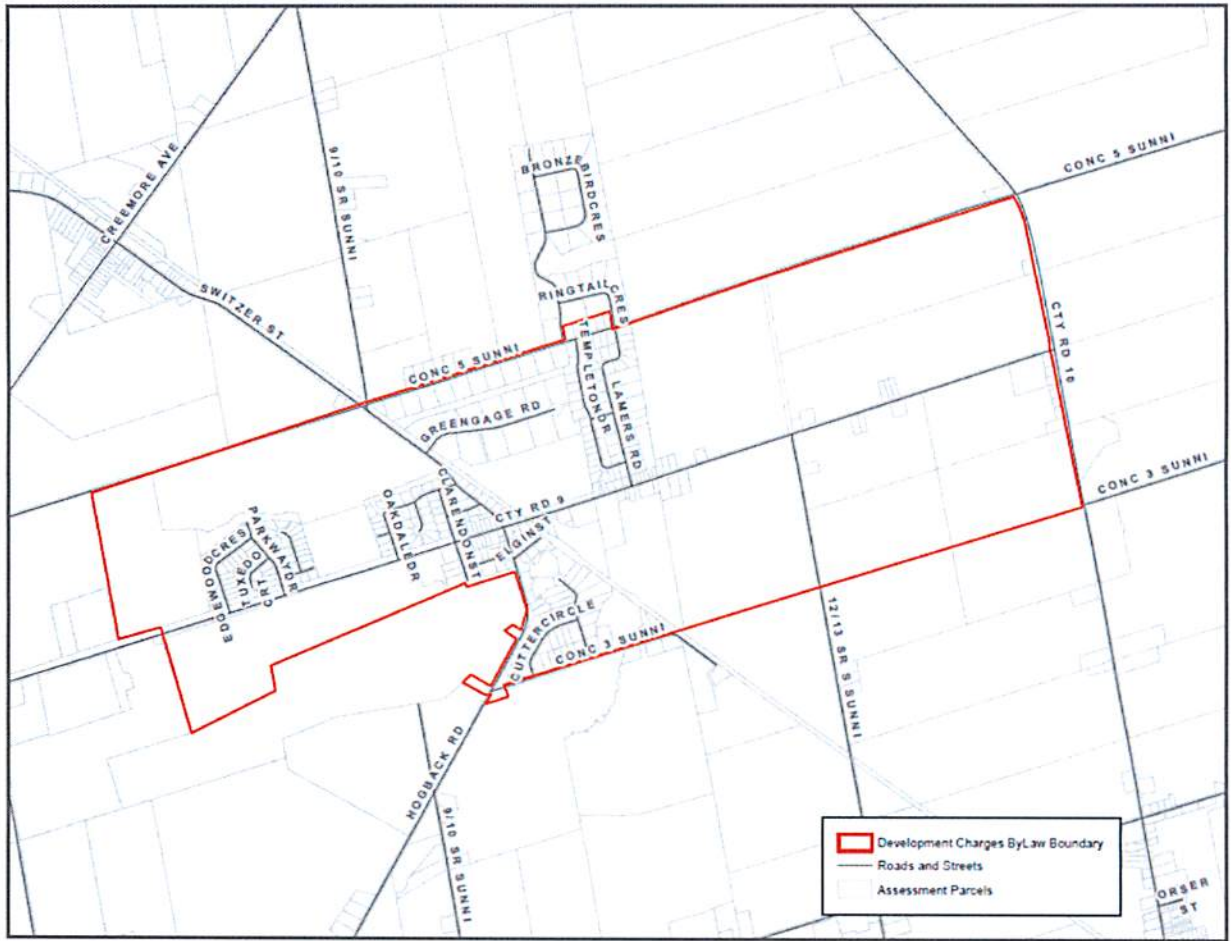 CREEMORE AVE
9/10 SR SUNNI
SWITZER ST
BRONZE BIRDCRES
CONC 5 SUNNI
RINGTAIL CRES
TEMPLETONDR
LAMERS RD
CONC 5 SUNNI
GREENGAGE RD
CTY RD 10
CONC 3 SUNNI
CLARENDONST
OAKDALEDR
CTY RD 9
ELGINST
PARKWAYDR
EDGEWOODCRES
TUXEDO CRT
CUTTERCIRCLE
CONC 3 SUNNI
12/13 SR S SUNNI
HOGBACK RD
9/10 SR SUNNI
Development Charges ByLaw Boundary
Roads and Streets
Assessment Parcels
ORSER ST